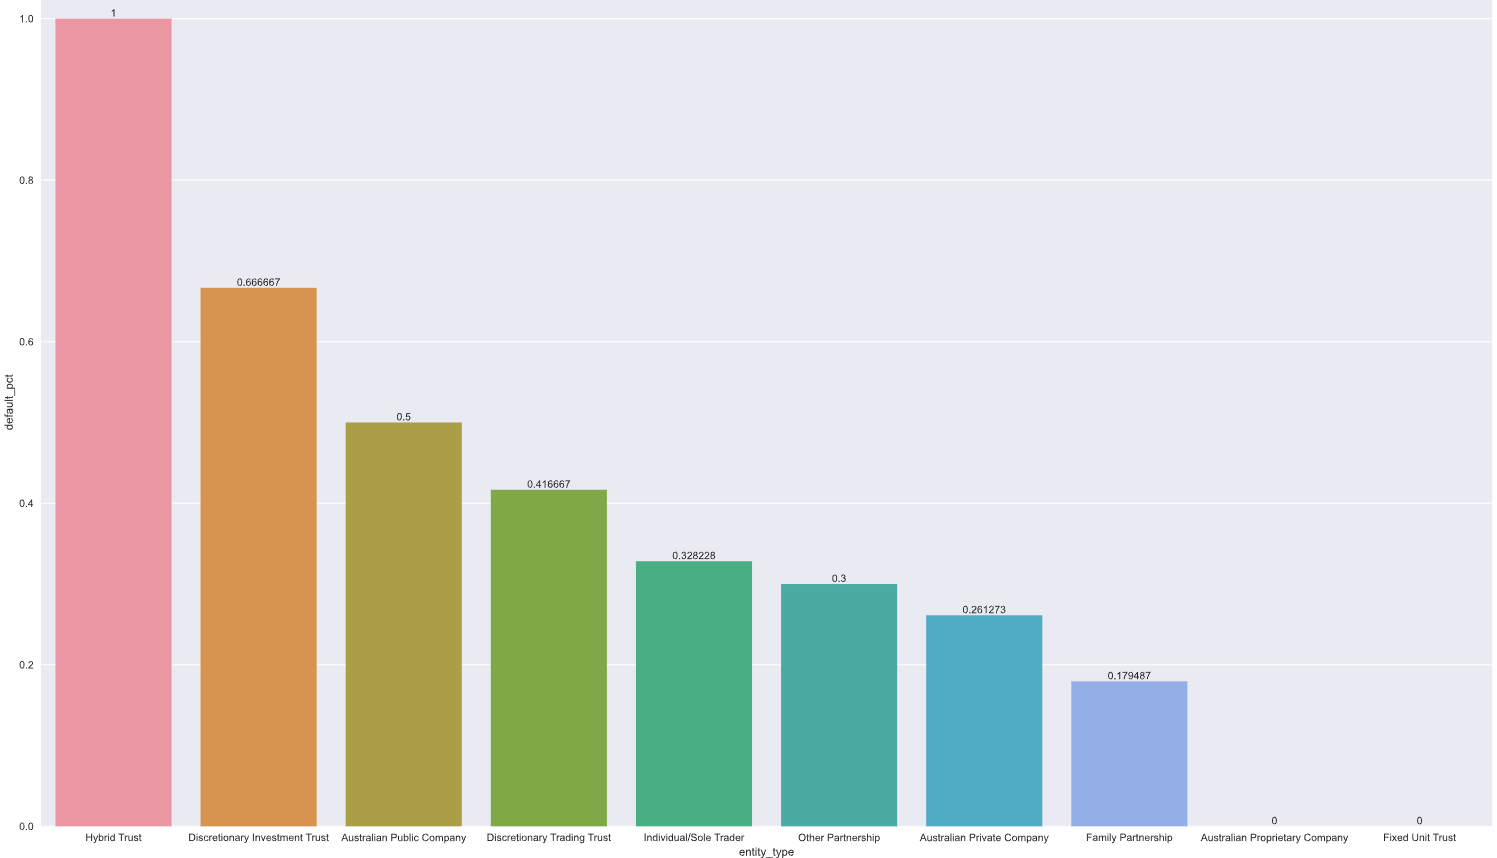 1.0
0.8
0.6
0.4
0.2
0.0
default_pct
1
0.666667
0.5
0.416667
0.328228
0.3
0.261273
0.179487
0
0
Hybrid Trust
Discretionary Investment Trust
Australian Public Company
Discretionary Trading Trust
Individual/Sole Trader
Other Partnership
Australian Private Company
Family Partnership
Australian Proprietary Company
Fixed Unit Trust
entity_type